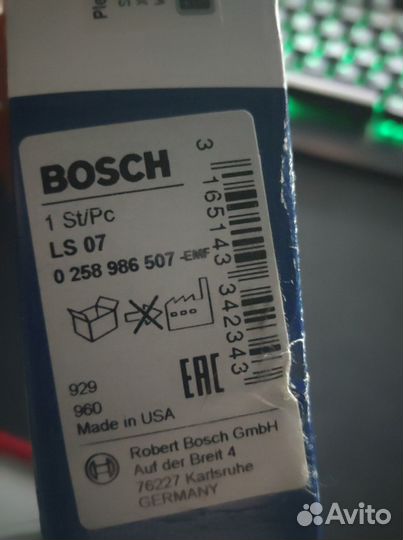 Ple
BOSCH
1 St/Pc
LS 07
0 258 986 507 -EMF
3 165143 342343
EAC
929
960
Made in USA
Robert Bosch GmbH
Auf der Breit 4
76227 Karlsruhe
GERMANY
Avito